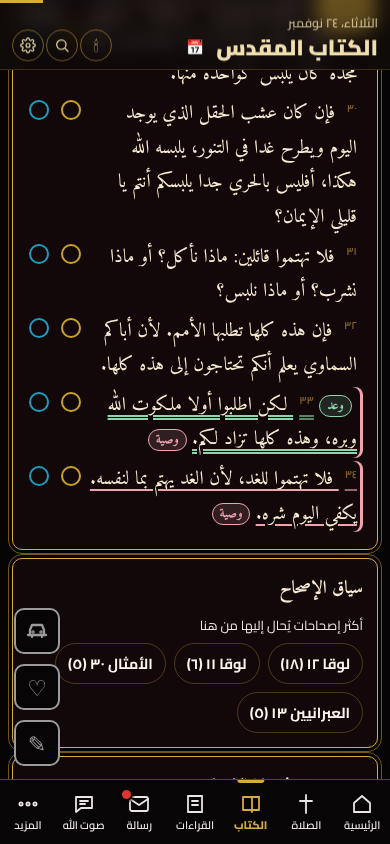 الثلاثاء، ٢٤ نوفمبر
الكتاب المقدس
مجده كان يلبس كواحدة منها.
٣٠ فإن كان عشب الحقل الذي يوجد
اليوم ويطرح غدا في التنور، يلبسه الله
هكذا، أفليس بالحري جدا يلبسكم أنتم يا
قليلي الإيمان؟
٣١ فلا تهتموا قائلين: ماذا نأكل؟ أو ماذا
نشرب؟ أو ماذا نلبس؟
٣٢ فإن هذه كلها تطلبها الأمم. لأن أباكم
السماوي يعلم أنكم تحتاجون إلى هذه كلها.
وعد ٣٣ لكن اطلبوا أولا ملكوت الله
وبره، وهذه كلها تزاد لكم. وصية
٣٤ فلا تهتموا للغد، لأن الغد يهتم بما لنفسه.
يكفي اليوم شره. وصية
سياق الإصحاح
أكثر إصحاحات يُحال إليها من هنا
لوقا ١٢ (١٨) لوقا ١١ (٦) الأمثال ٣٠ (٥)
العبرانيين ١٣ (٥)
الرئيسية الصلاة الكتاب القراءات رسالة صوت الله المزيد